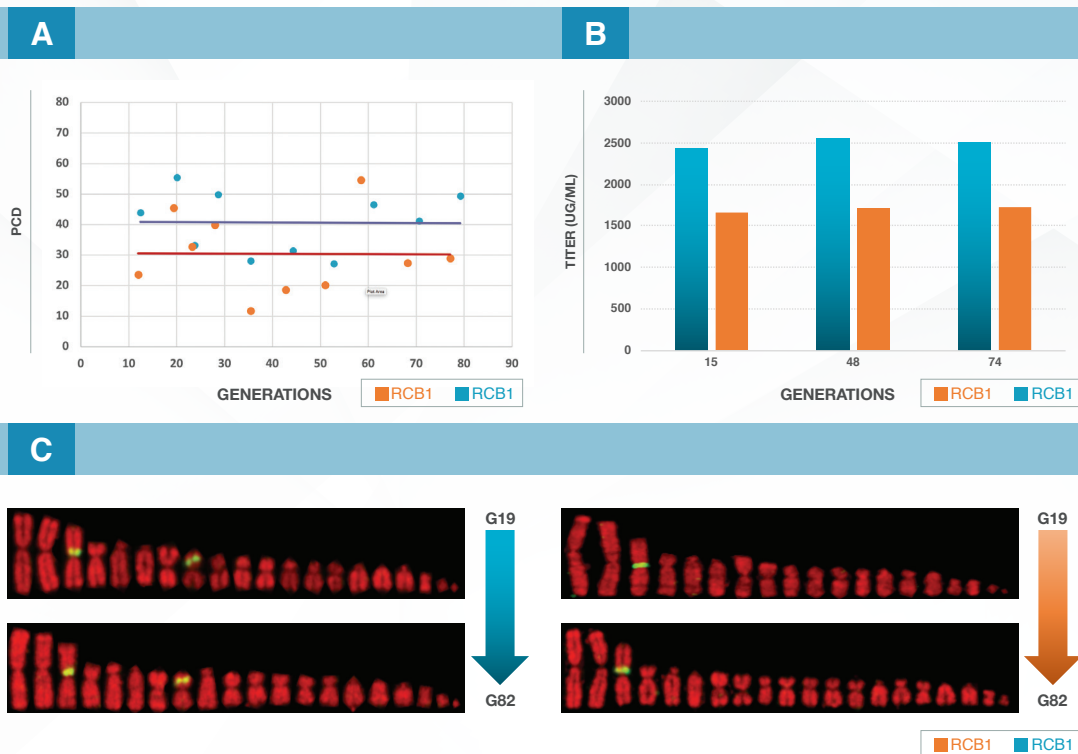 A
B
80
70
60
50
40
30
20
10
0
PCD
0 10 20 30 40 50 60 70 80 90
Plot Area
GENERATIONS
RCB1 RCB1
3000
2500
2000
1500
1000
500
0
TITER (UG/ML)
15 48 74
GENERATIONS
RCB1 RCB1
C
G19
G82
G19
G82
RCB1 RCB1